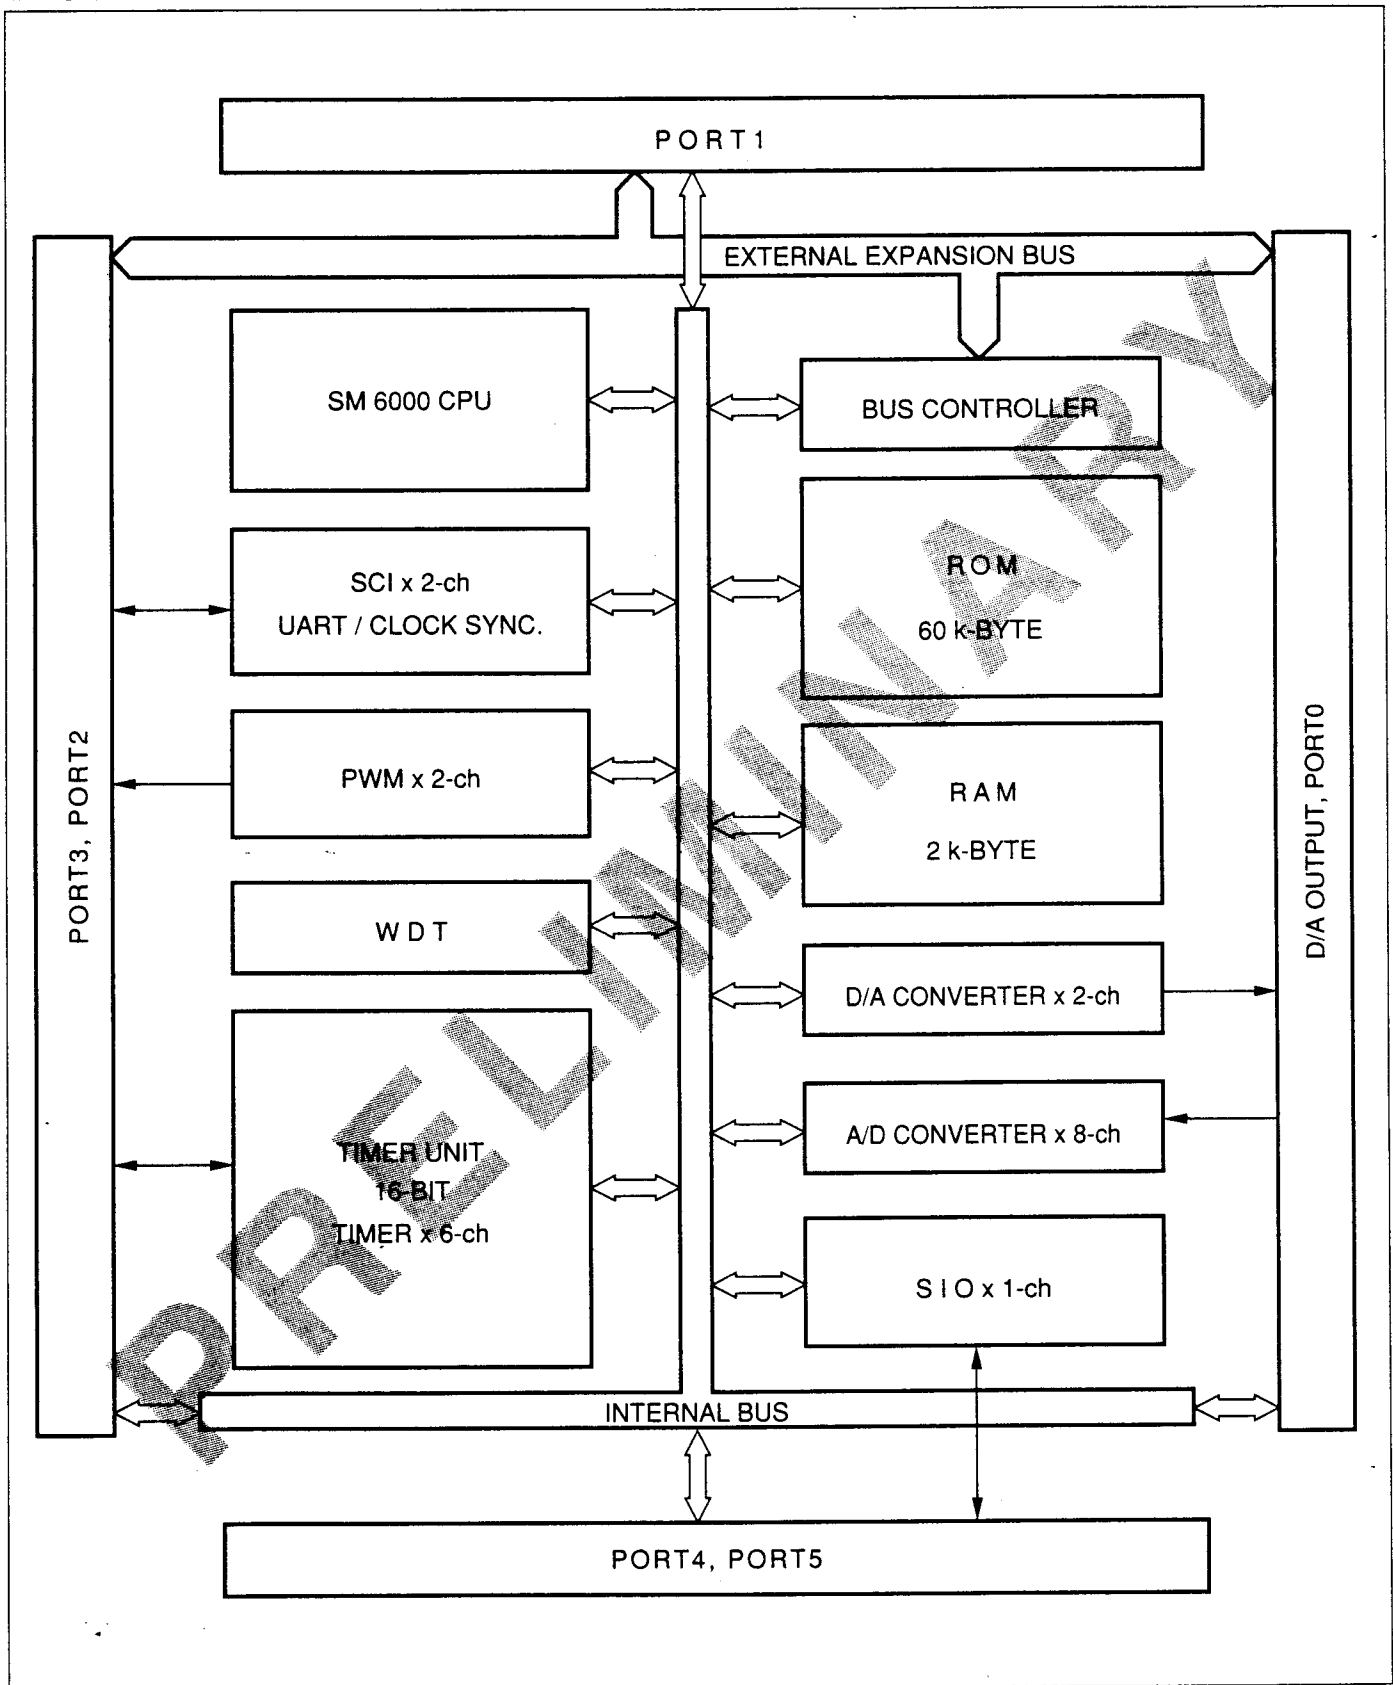 PORT1
EXTERNAL EXPANSION BUS
SM 6000 CPU
BUS CONTROLLER
SCI x 2-ch
UART / CLOCK SYNC.
ROM
60 k-BYTE
PORT3, PORT2
PWM x 2-ch
RAM
2 k-BYTE
D/A OUTPUT, PORT0
WDT
D/A CONVERTER x 2-ch
TIMER UNIT
16-BIT
TIMER x 6-ch
A/D CONVERTER x 8-ch
SIO x 1-ch
INTERNAL BUS
PORT4, PORT5
PRELIMINARY